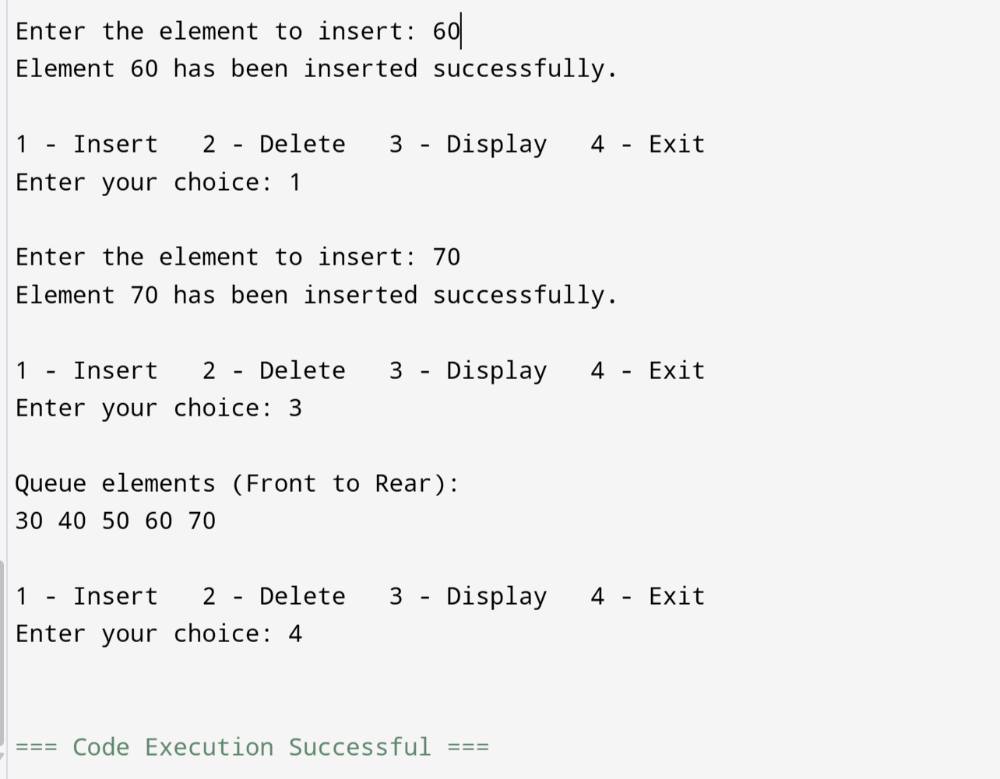 Enter the element to insert: 60
Element 60 has been inserted successfully.
1 - Insert   2 - Delete   3 - Display   4 - Exit
Enter your choice: 1
Enter the element to insert: 70
Element 70 has been inserted successfully.
1 - Insert   2 - Delete   3 - Display   4 - Exit
Enter your choice: 3
Queue elements (Front to Rear):
30 40 50 60 70
1 - Insert   2 - Delete   3 - Display   4 - Exit
Enter your choice: 4
=== Code Execution Successful ===